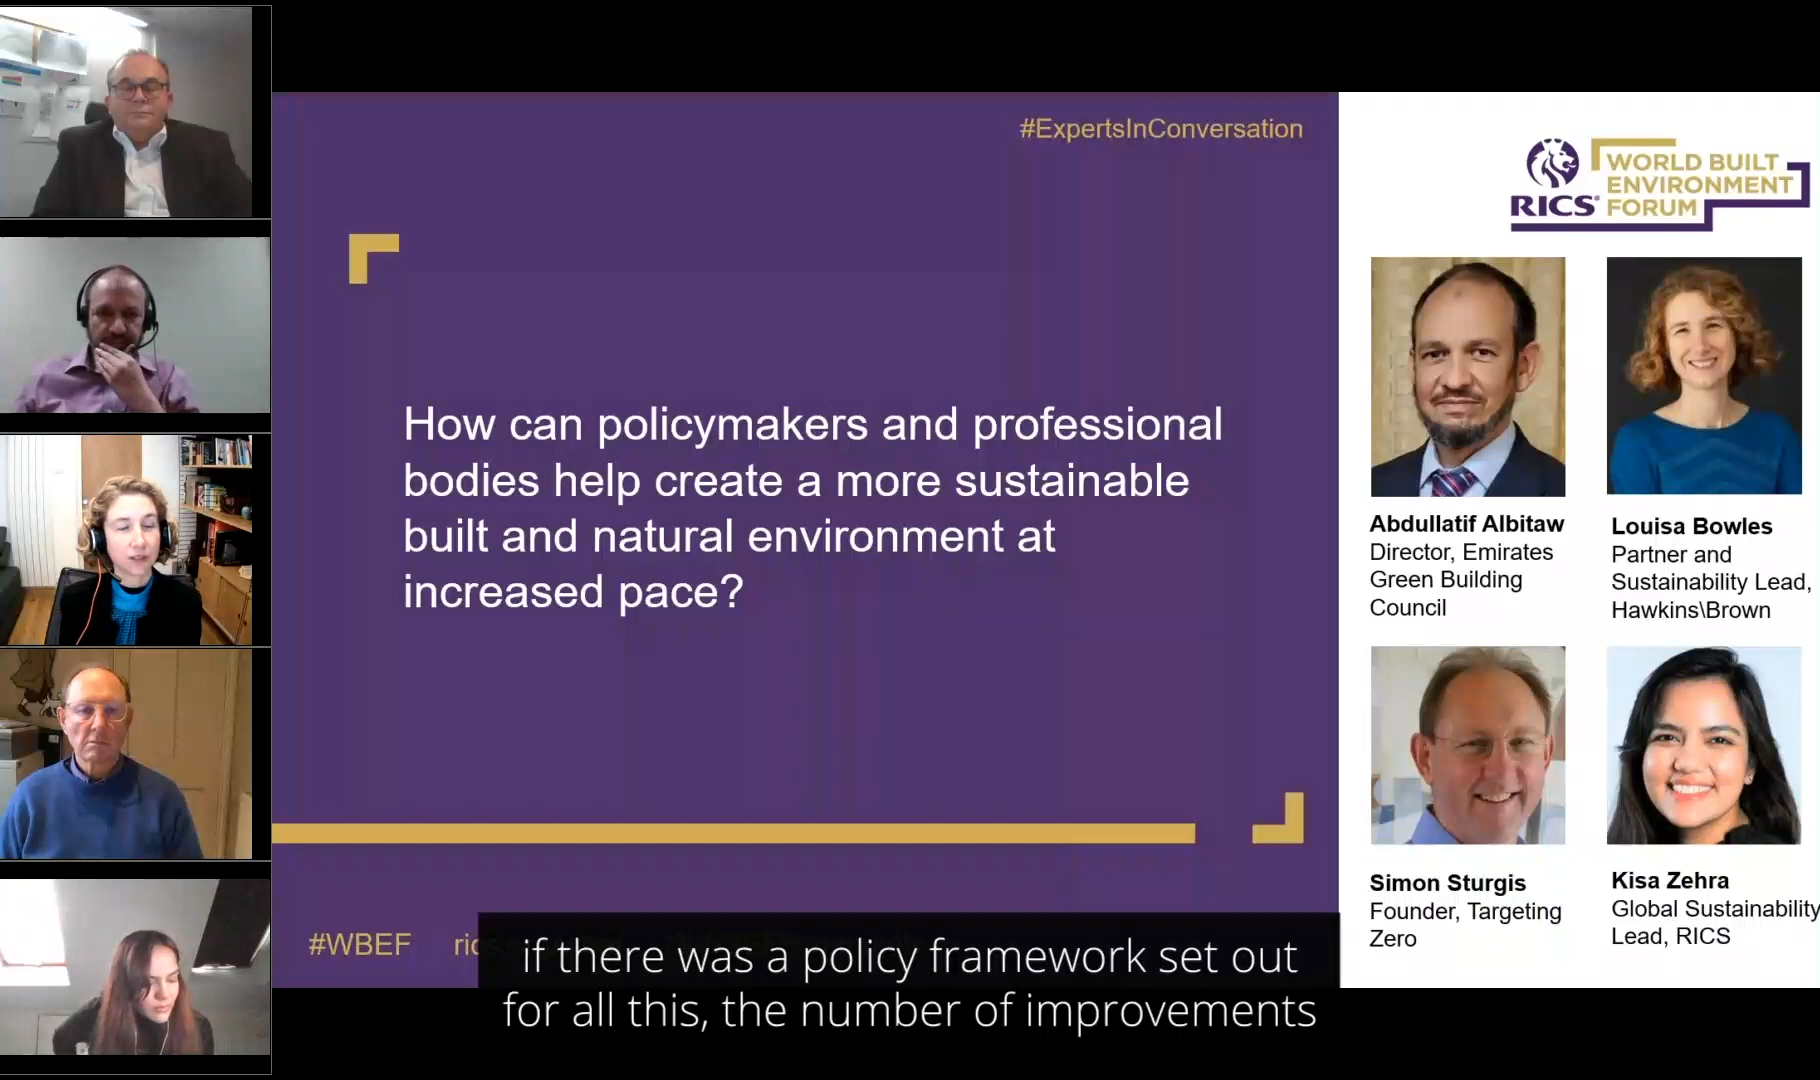 #ExpertsInConversation
How can policymakers and professional
bodies help create a more sustainable
built and natural environment at
increased pace?
#WBEF
if there was a policy framework set out
for all this, the number of improvements
RICS
WORLD BUILT
ENVIRONMENT
FORUM
Abdullatif Albitaw
Director, Emirates
Green Building
Council
Louisa Bowles
Partner and
Sustainability Lead,
Hawkins\Brown
Simon Sturgis
Founder, Targeting
Zero
Kisa Zehra
Global Sustainability
Lead, RICS